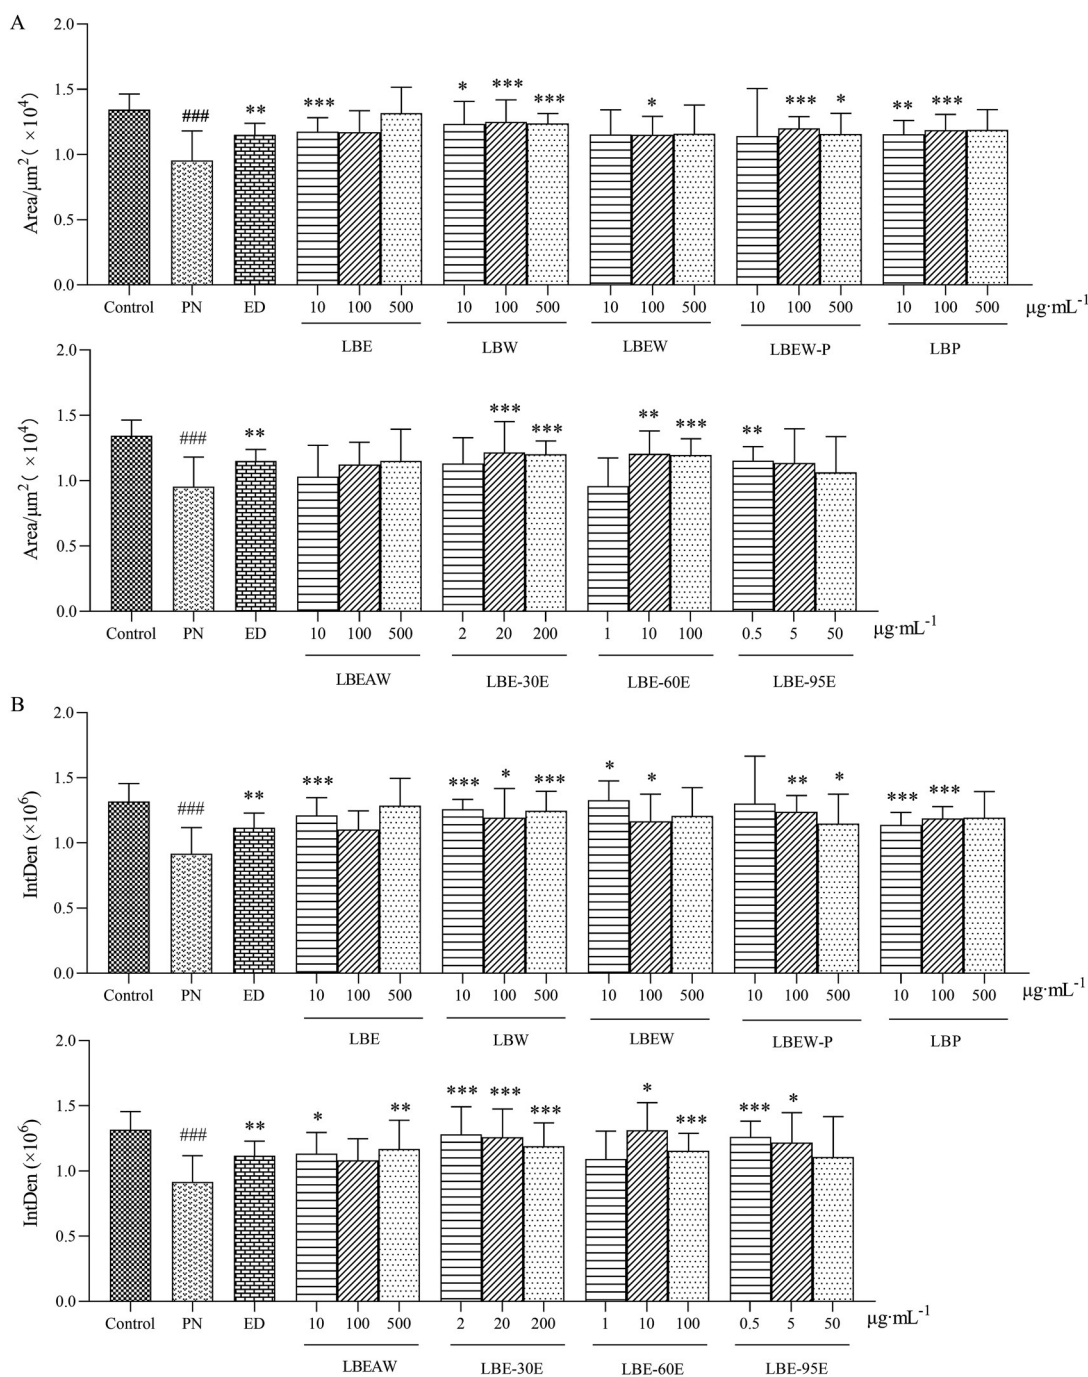 A
2.0
1.5
1.0
0.5
0.0
Area/μm² ( ×10⁴)
### ** *** * *** *** * *** * ** ***
Control PN ED 10 100 500 10 100 500 10 100 500 10 100 500 10 100 500 μg·mL⁻¹
LBE LBW LBEW LBEW-P LBP
2.0
1.5
1.0
0.5
0.0
Area/μm² ( ×10⁴)
### ** *** *** ** *** **
Control PN ED 10 100 500 2 20 200 1 10 100 0.5 5 50 μg·mL⁻¹
LBEAW LBE-30E LBE-60E LBE-95E
B
2.0
1.5
1.0
0.5
0.0
IntDen (×10⁶)
### ** *** *** * *** * * ** * *** ***
Control PN ED 10 100 500 10 100 500 10 100 500 10 100 500 10 100 500 μg·mL⁻¹
LBE LBW LBEW LBEW-P LBP
2.0
1.5
1.0
0.5
0.0
IntDen (×10⁶)
### ** * ** *** *** *** * *** *** *
Control PN ED 10 100 500 2 20 200 1 10 100 0.5 5 50 μg·mL⁻¹
LBEAW LBE-30E LBE-60E LBE-95E